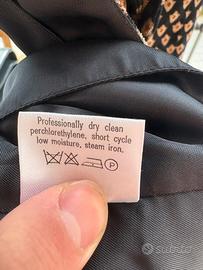 Professionally dry clean
perchlorethylene, short cycle
low moisture, steam iron.
P
subito